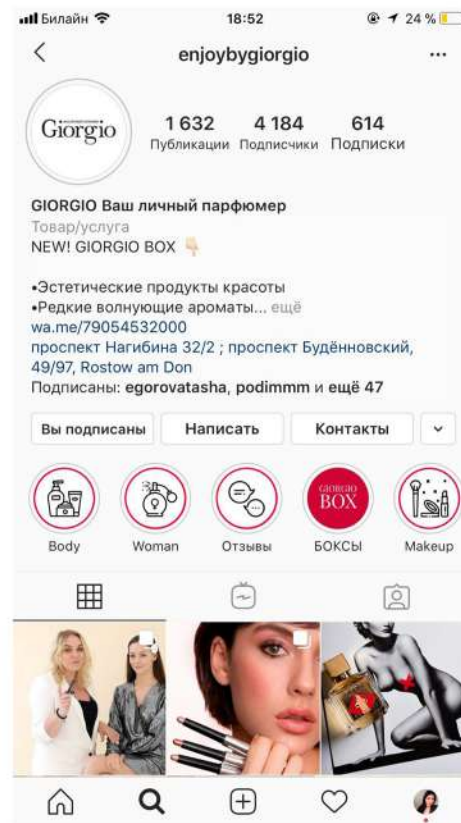 Билайн 18:52 24 %
enjoybygiorgio
Giorgio
1 632 4 184 614
Публикации Подписчики Подписки
GIORGIO Ваш личный парфюмер
Товар/услуга
NEW! GIORGIO BOX 👇🏻
•Эстетические продукты красоты
•Редкие волнующие ароматы... ещё
wa.me/79054532000
проспект Нагибина 32/2 ; проспект Будённовский,
49/97, Rostow am Don
Подписаны: egorovatasha, podimmm и ещё 47
Вы подписаны Написать Контакты
GIORGIO
BOX
Body Woman Отзывы БОКСЫ Makeup